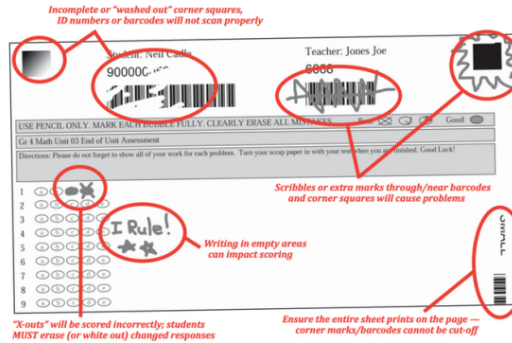 Incomplete or "washed out" corner squares,
ID numbers or barcodes will not scan properly
Student: Neil
Teacher: Jones Joe
90000
6008
USE PENCIL ONLY. MARK EACH BUBBLE FULLY. CLEARLY ERASE ALL MISTAKES. Good
Gr 4 Math Unit 03 End of Unit Assessment
Directions: Please do not forget to show all of your work for each problem. Turn your scrap paper in with your test when you are finished. Good Luck!
Scribbles or extra marks through/near barcodes
and corner squares will cause problems
1
2
3
4
5
6
7
8
9
I Rule!
Writing in empty areas
can impact scoring
"X-outs" will be scored incorrectly; students
MUST erase (or white out) changed responses
Ensure the entire sheet prints on the page —
corner marks/barcodes cannot be cut-off